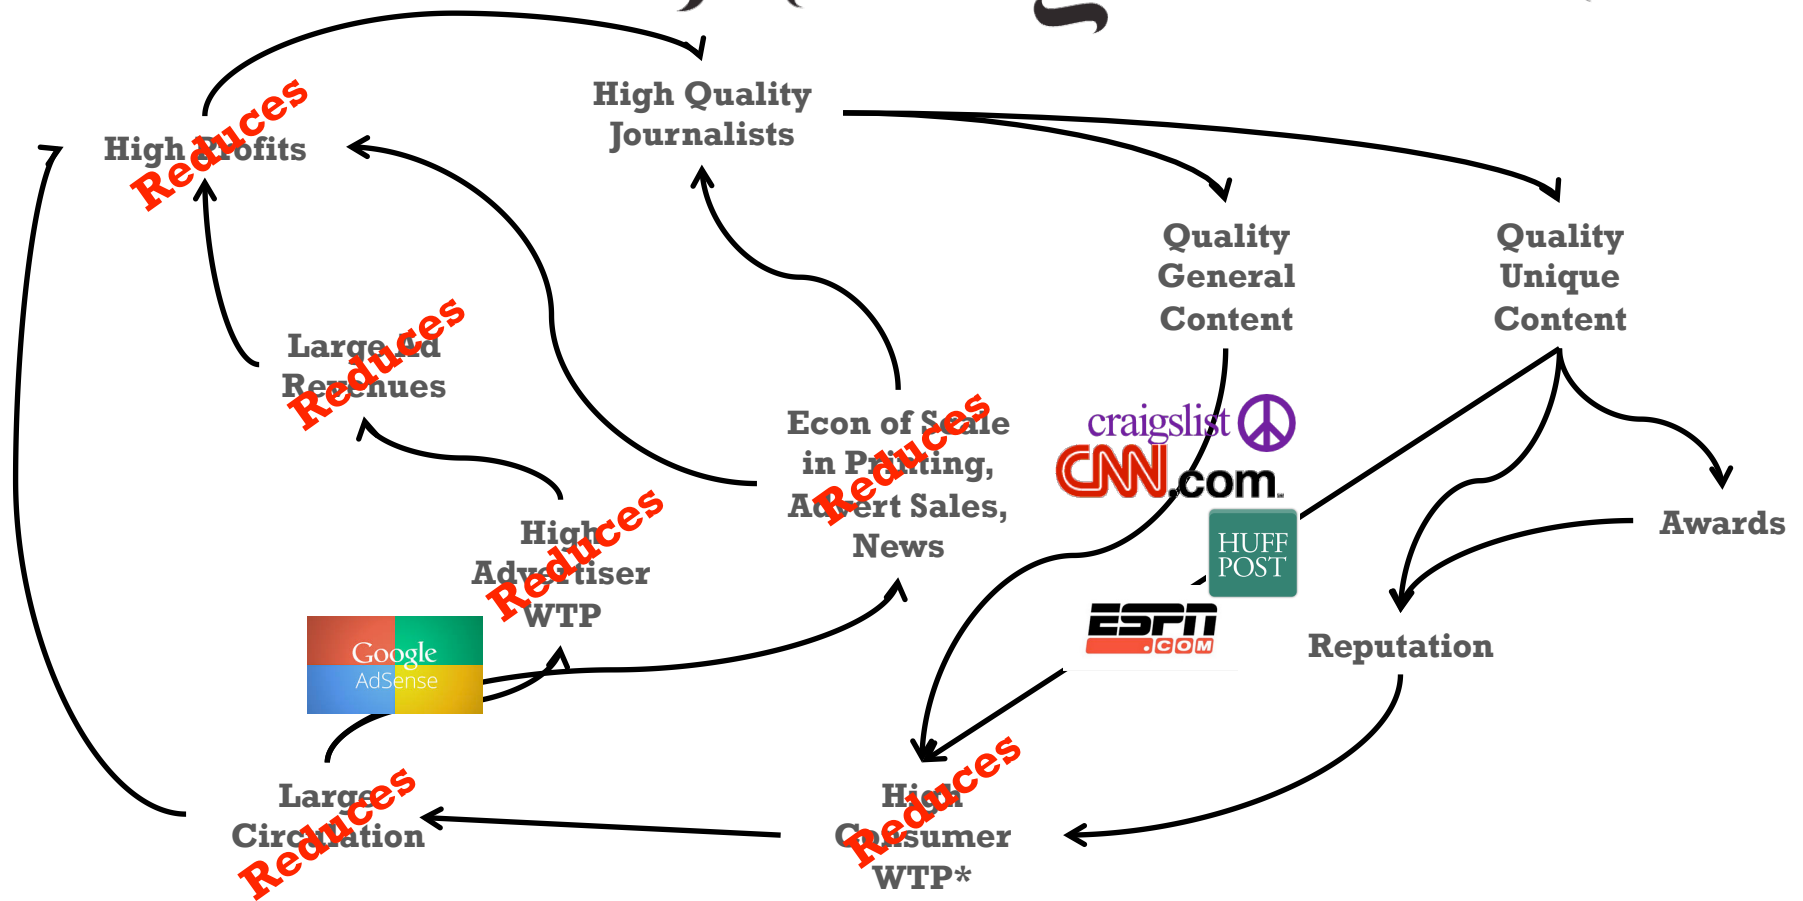 High Profits
Reduces
High Quality
Journalists
Quality
General
Content
Quality
Unique
Content
Large Ad
Revenues
Reduces
Econ of Scale
in Printing,
Advert Sales,
News
Reduces
craigslist
CNN.com
HUFF
POST
ESPN
.COM
Awards
High
Advertiser
WTP
Reduces
Google
AdSense
Reputation
Large
Circulation
Reduces
High
Consumer
WTP*
Reduces